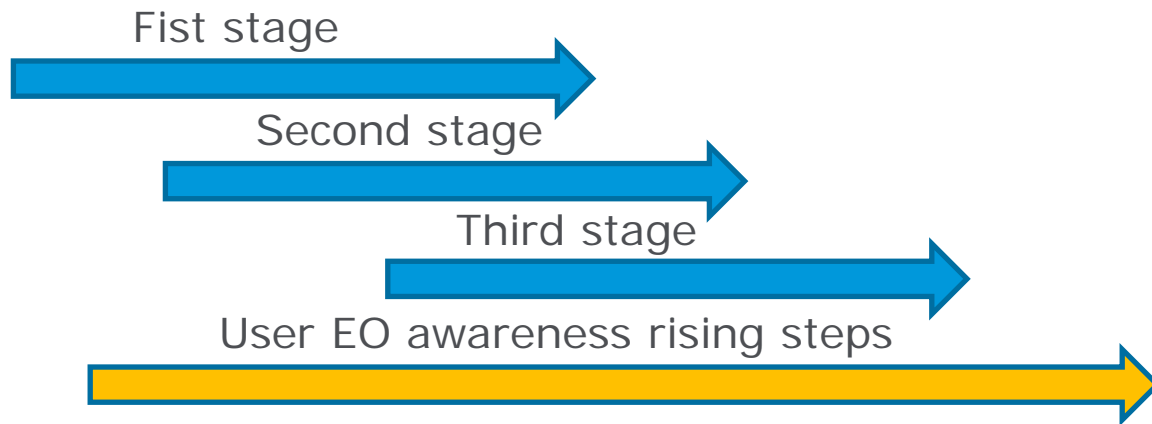 Fist stage
Second stage
Third stage
User EO awareness rising steps